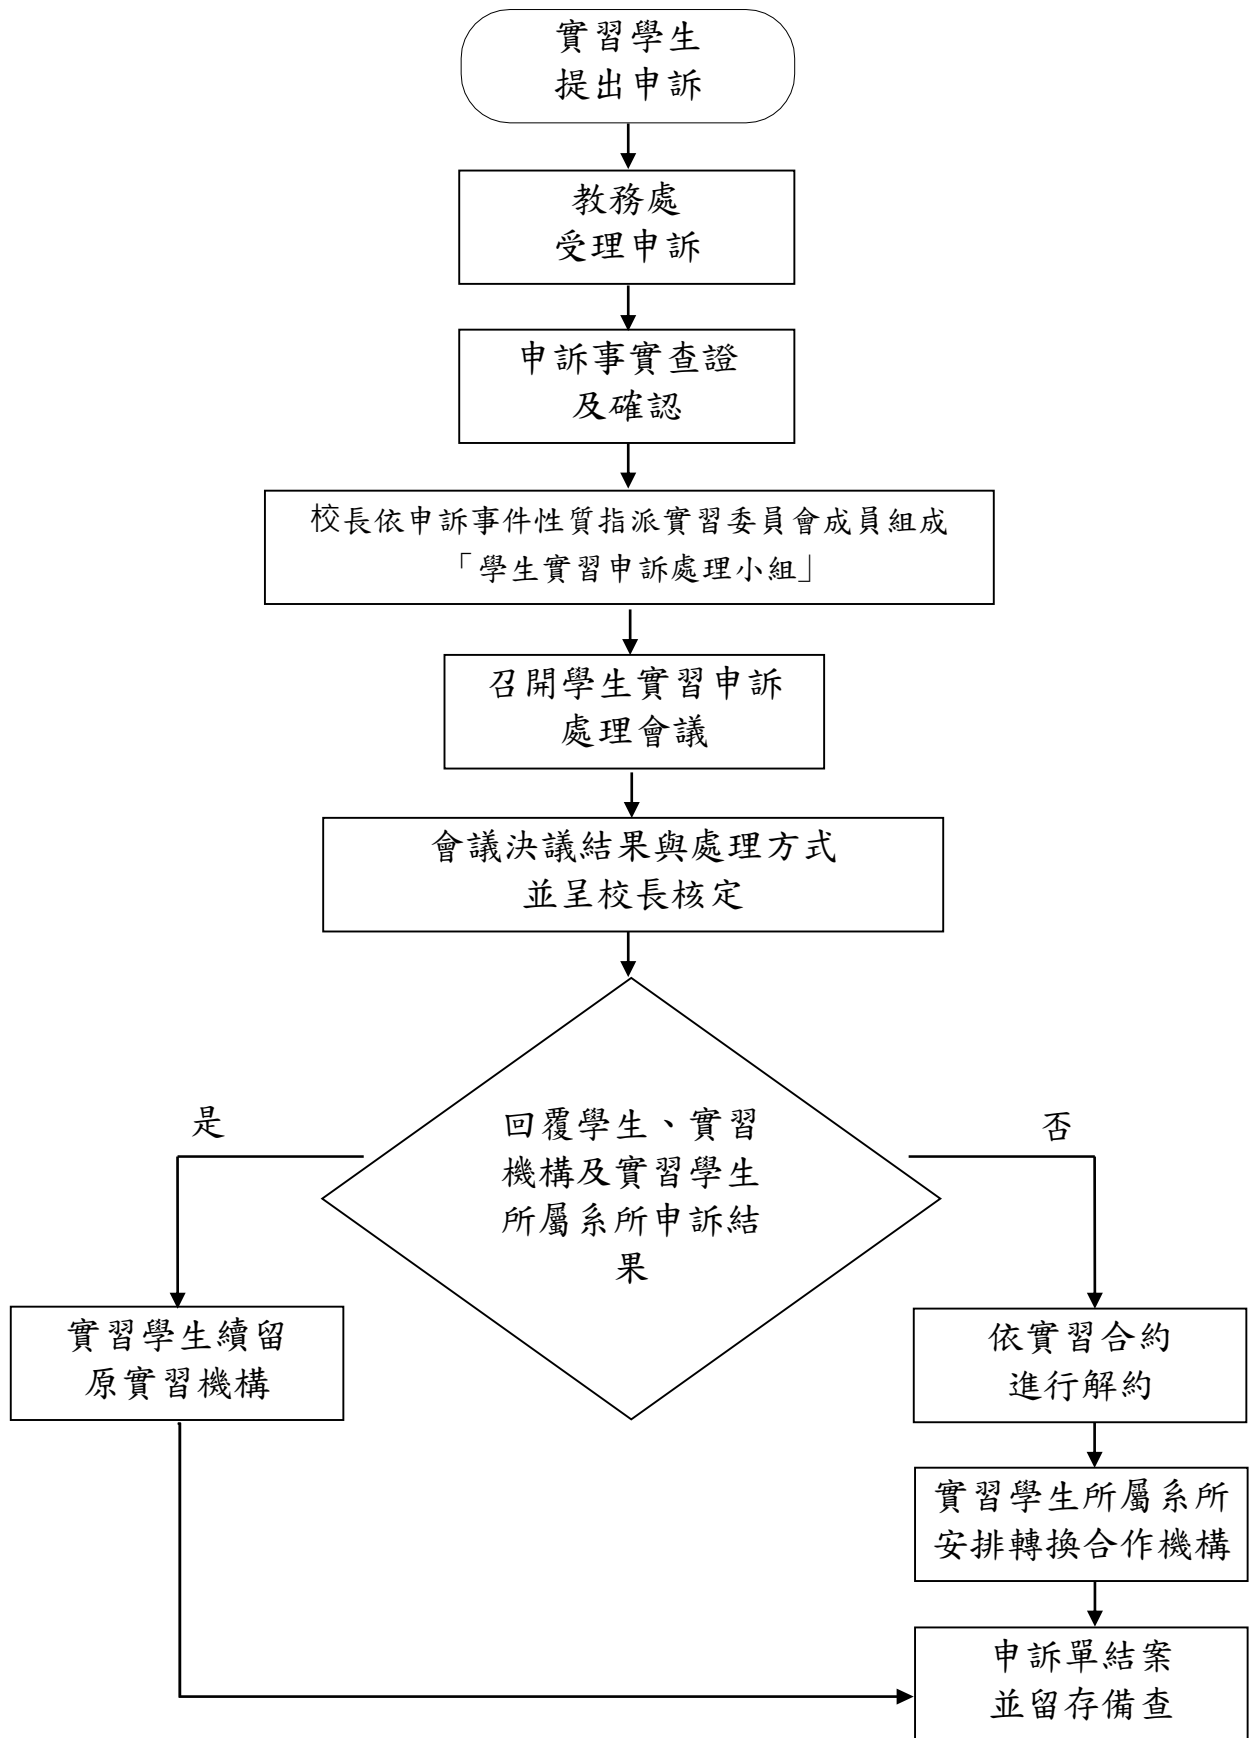 實習學生
提出申訴
教務處
受理申訴
申訴事實查證
及確認
校長依申訴事件性質指派實習委員會成員組成
「學生實習申訴處理小組」
召開學生實習申訴
處理會議
會議決議結果與處理方式
並呈校長核定
回覆學生、實習
機構及實習學生
所屬系所申訴結
果
是
否
實習學生續留
原實習機構
依實習合約
進行解約
實習學生所屬系所
安排轉換合作機構
申訴單結案
並留存備查